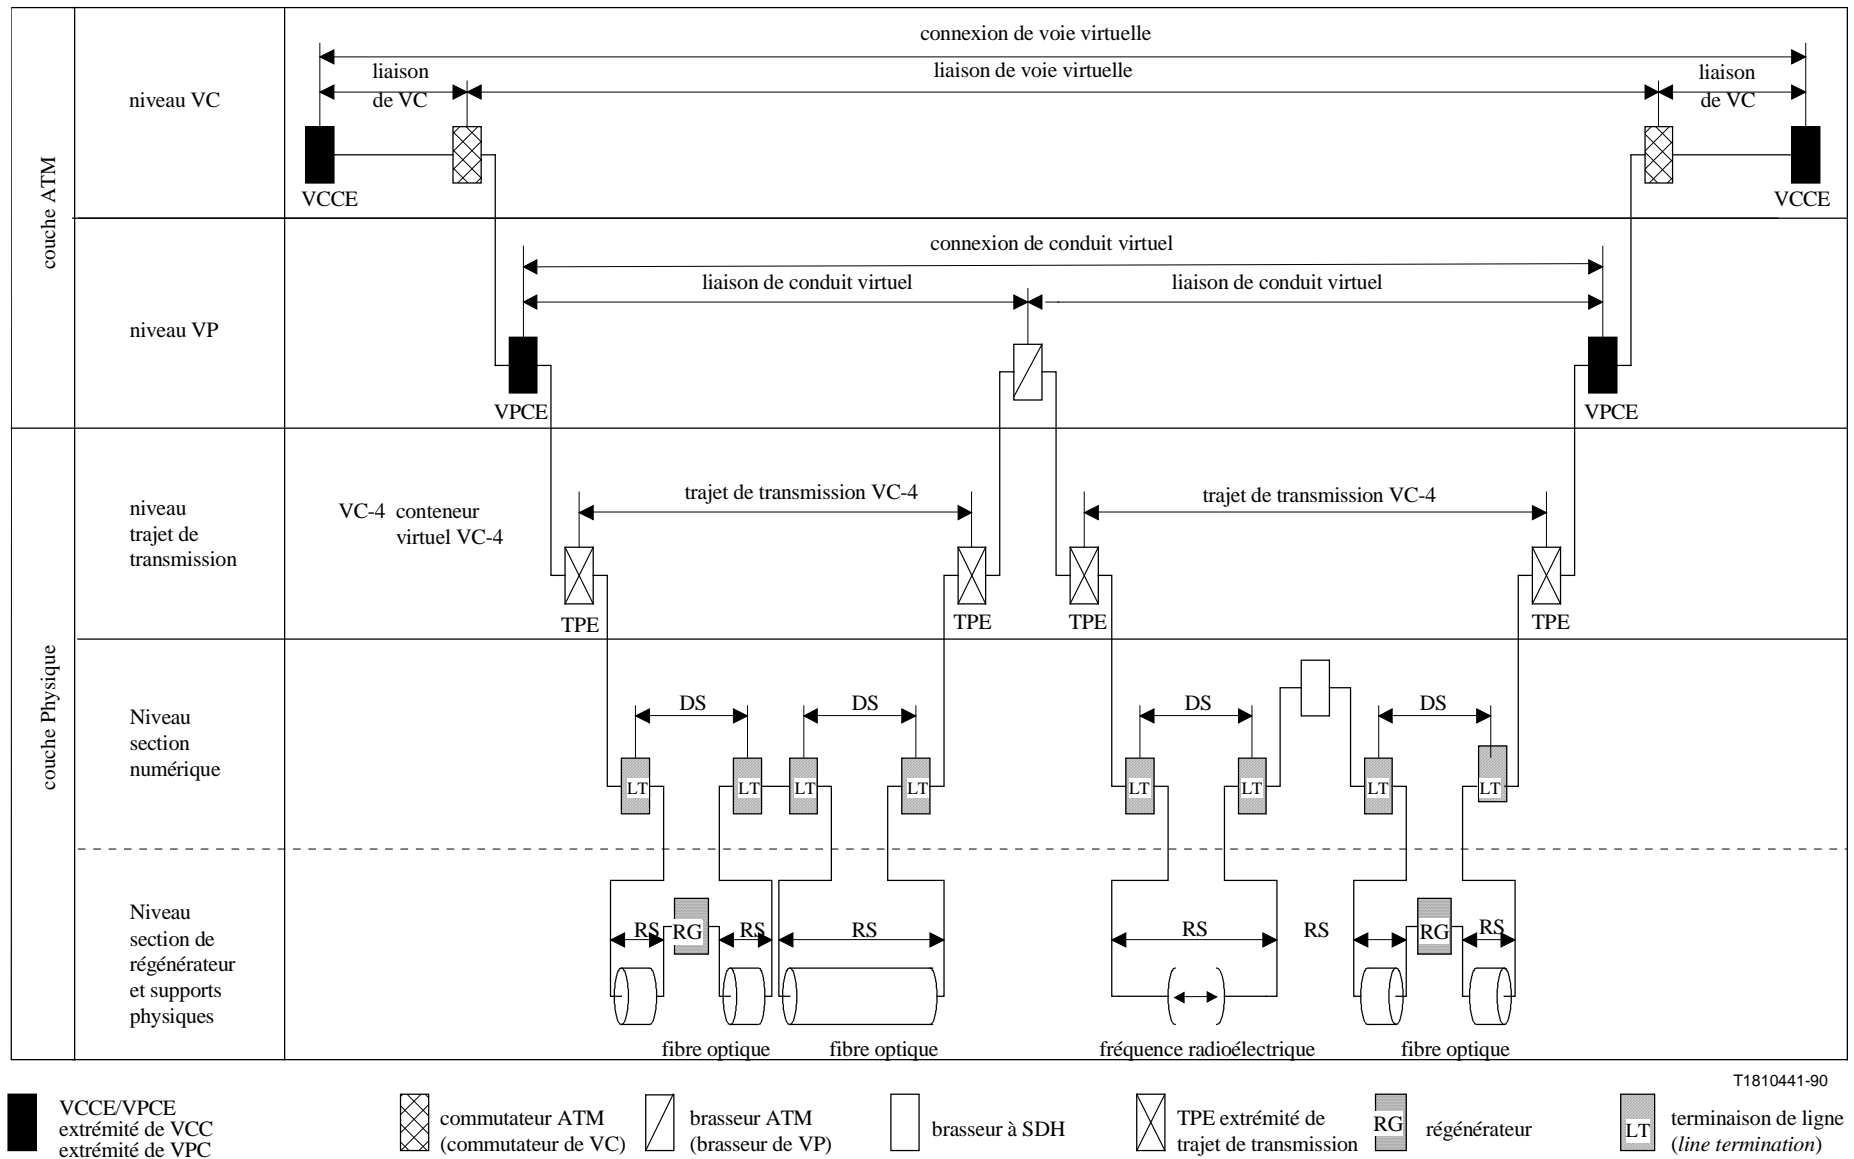 connexion de voie virtuelle
liaison
de VC
liaison de voie virtuelle
liaison
de VC
niveau VC
VCCE
VCCE
couche ATM
connexion de conduit virtuel
liaison de conduit virtuel
liaison de conduit virtuel
niveau VP
VPCE
VPCE
niveau
trajet de
transmission
VC-4 conteneur
virtuel VC-4
trajet de transmission VC-4
trajet de transmission VC-4
TPE
TPE
TPE
TPE
couche Physique
Niveau
section
numérique
DS
DS
DS
DS
LT
LT
LT
LT
LT
LT
LT
LT
Niveau
section de
régénérateur
et supports
physiques
RS
RG
RS
RS
RS
RS
RG
RS
fibre optique
fibre optique
fréquence radioélectrique
fibre optique
T1810441-90
VCCE/VPCE
extrémité de VCC
extrémité de VPC
commutateur ATM
(commutateur de VC)
brasseur ATM
(brasseur de VP)
brasseur à SDH
TPE extrémité de
trajet de transmission
RG
régénérateur
LT
terminaison de ligne
(line termination)